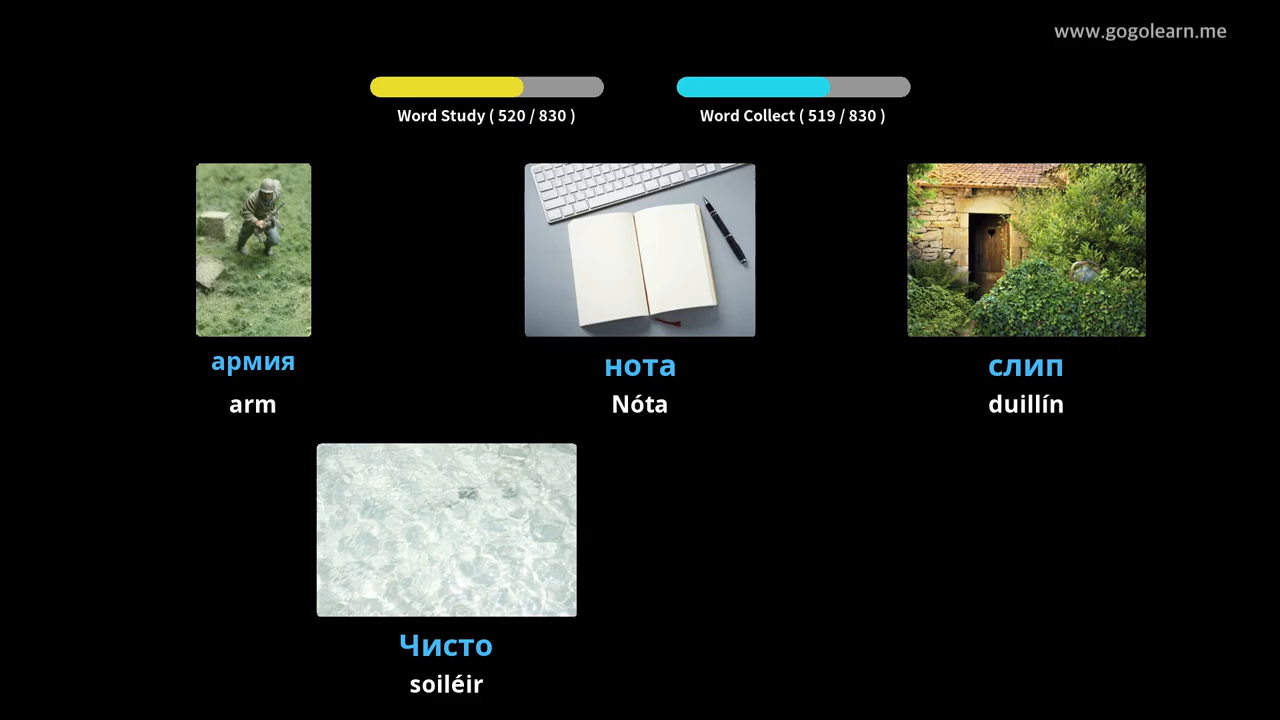 www.gogolearn.me
Word Study ( 520 / 830 )
Word Collect ( 519 / 830 )
армия
arm
нота
Nóta
слип
duillín
Чисто
soiléir